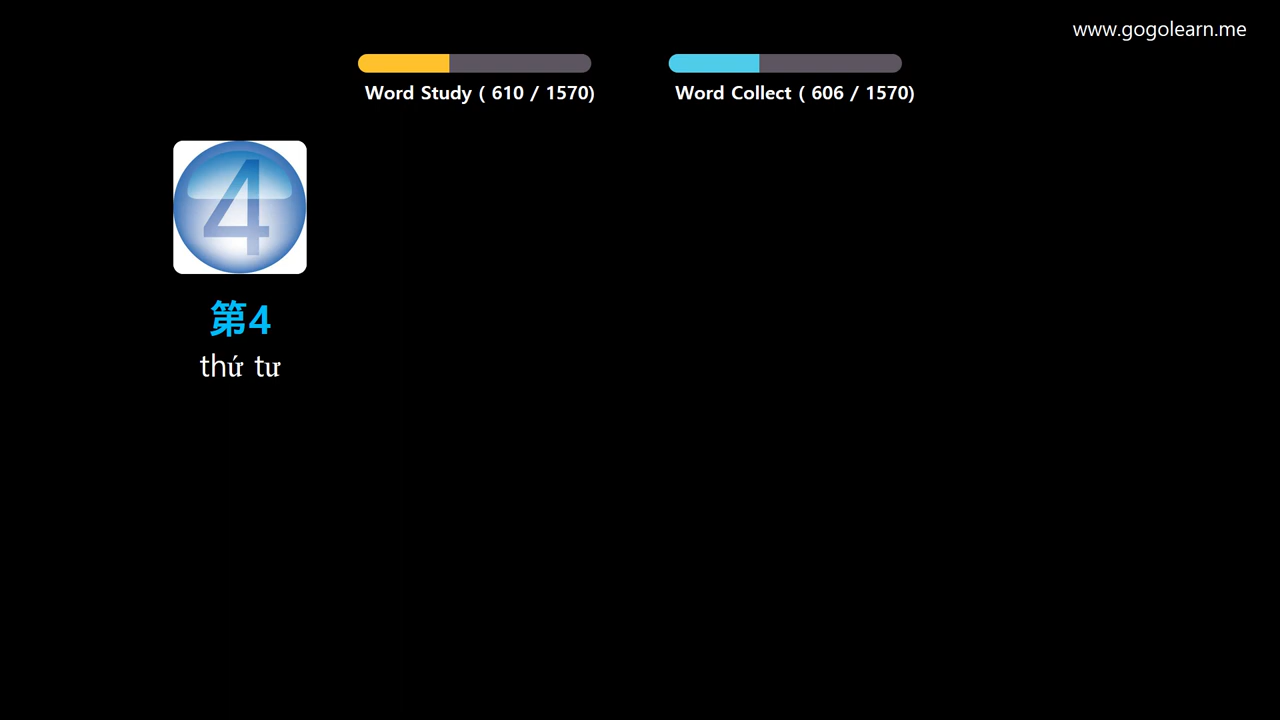 www.gogolearn.me
Word Study ( 610 / 1570)
Word Collect ( 606 / 1570)
4
第4
thứ tư